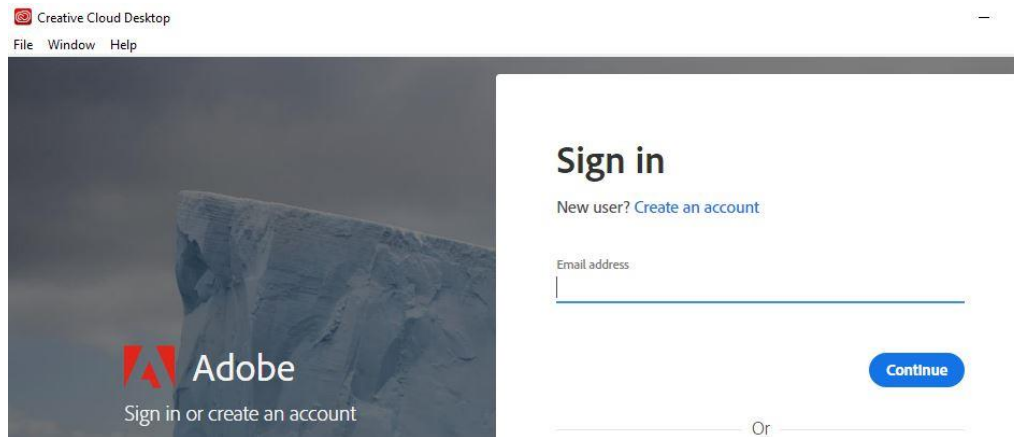 Creative Cloud Desktop
File Window Help
Sign in
New user? Create an account
Email address
Adobe
Continue
Sign in or create an account
Or